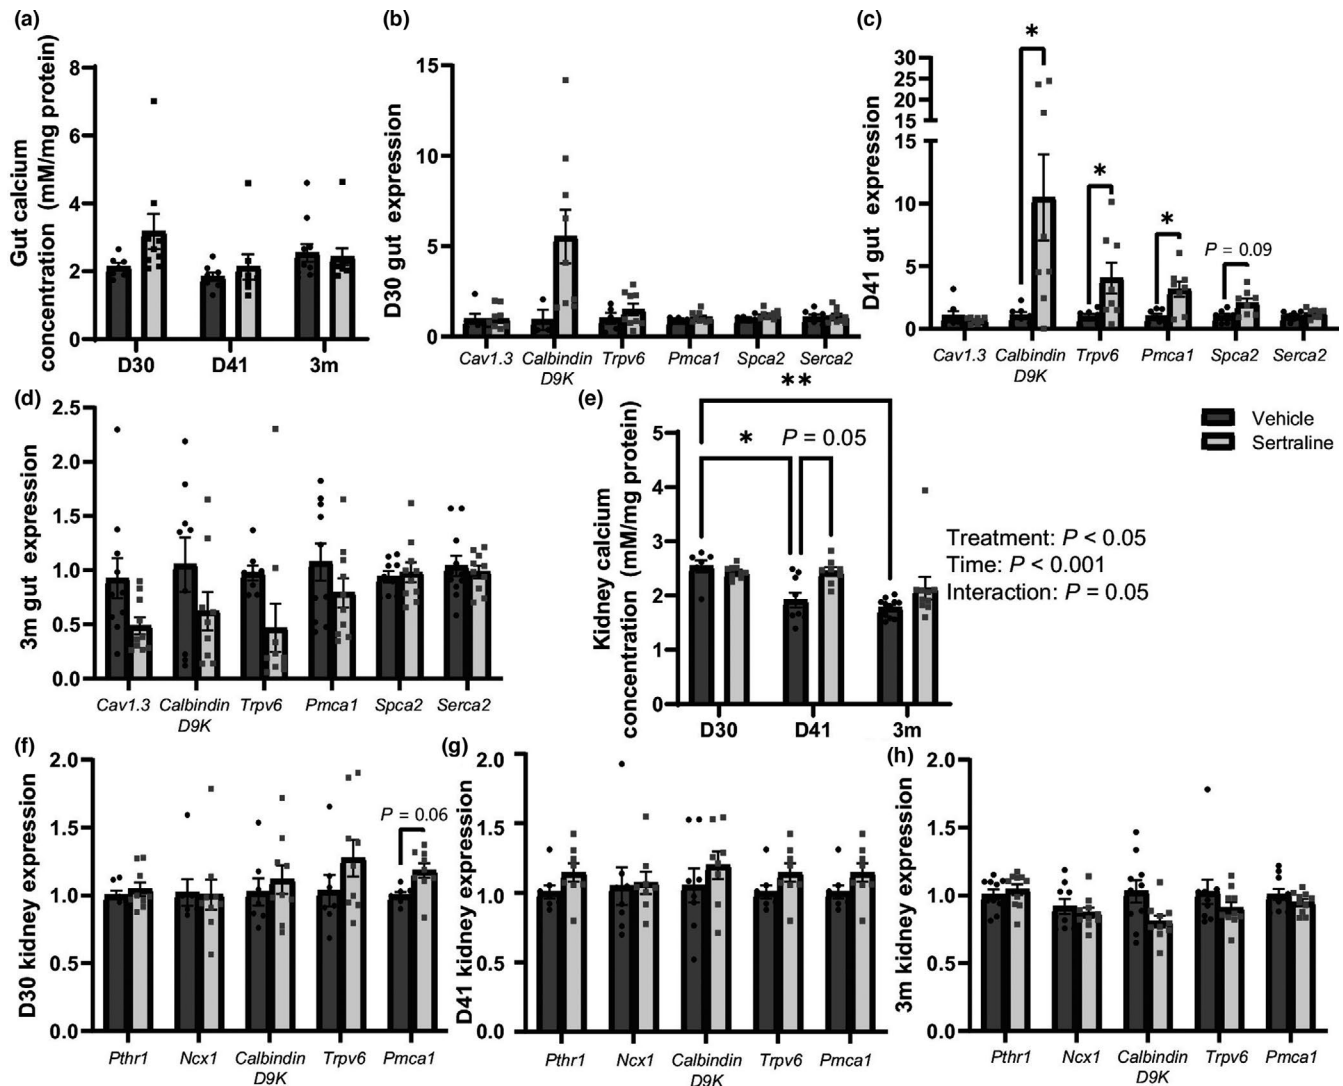 (a)
Gut calcium
concentration (mM/mg protein)
8
6
4
2
0
D30 D41 3m
(b)
D30 gut expression
15
10
5
0
Cav1.3 Calbindin Trpv6 Pmca1 Spca2 Serca2
D9K
(c)
D41 gut expression
30
25
20
15
10
5
0
*
*
*
P = 0.09
Cav1.3 Calbindin Trpv6 Pmca1 Spca2 Serca2
D9K
(d)
3m gut expression
2.5
2.0
1.5
1.0
0.5
0.0
Cav1.3 Calbindin Trpv6 Pmca1 Spca2 Serca2
D9K
(e)
Kidney calcium
concentration (mM/mg protein)
5
4
3
2
1
0
**
* P = 0.05
D30 D41 3m
Vehicle
Sertraline
Treatment: P < 0.05
Time: P < 0.001
Interaction: P = 0.05
(f)
D30 kidney expression
2.0
1.5
1.0
0.5
0.0
P = 0.06
Pthr1 Ncx1 Calbindin Trpv6 Pmca1
D9K
(g)
D41 kidney expression
2.0
1.5
1.0
0.5
0.0
Pthr1 Ncx1 Calbindin Trpv6 Pmca1
D9K
(h)
3m kidney expression
2.0
1.5
1.0
0.5
0.0
Pthr1 Ncx1 Calbindin Trpv6 Pmca1
D9K